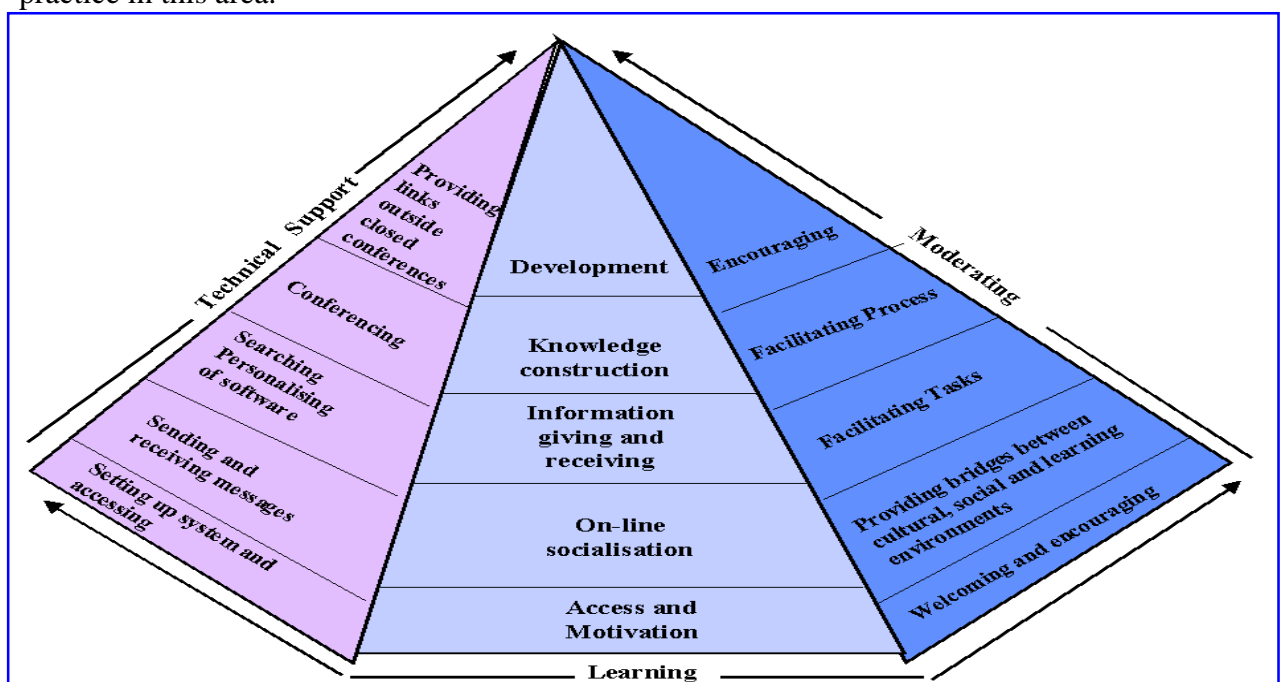 practice in this area.
Technical Support
Providing
links
outside
closed
conferences
Conferencing
Searching
Personalising
of software
Sending and
receiving messages
Setting up system and
accessing
Development
Knowledge
construction
Information
giving and
receiving
On-line
socialisation
Access and
Motivation
Learning
Encouraging
Facilitating Process
Facilitating Tasks
Providing bridges between
cultural, social and learning
environments
Welcoming and encouraging
Moderating